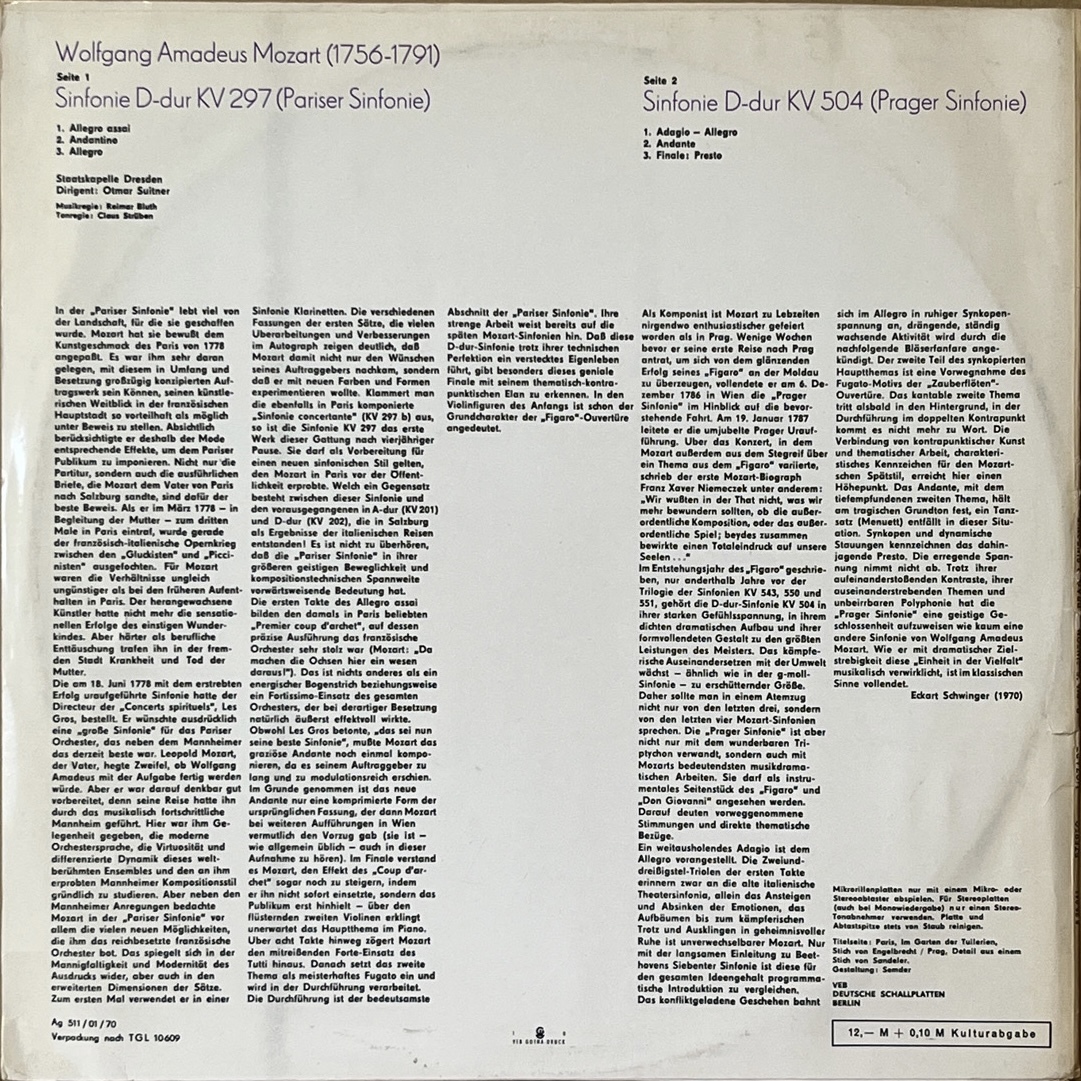 Wolfgang Amadeus Mozart (1756-1791)
Seite 1
Sinfonie D-dur KV 297 (Pariser Sinfonie)
1. Allegro assai
2. Andantino
3. Allegro
Staatskapelle Dresden
Dirigent: Otmar Suitner
Musikregie: Reimar Bluth
Tonregie: Claus Strüben
Seite 2
Sinfonie D-dur KV 504 (Prager Sinfonie)
1. Adagio – Allegro
2. Andante
3. Finale: Presto
In der „Pariser Sinfonie" lebt viel von
der Landschaft, für die sie geschaffen
wurde. Mozart hat sie bewußt dem
Kunstgeschmack des Paris von 1778
angepaßt. Es war ihm sehr daran
gelegen, mit diesem in Umfang und
Besetzung großzügig konzipierten Auf-
tragswerk sein Können, seinen künstle-
rischen Weitblick in der französischen
Hauptstadt so vorteilhaft als möglich
unter Beweis zu stellen. Absichtlich
berücksichtigte er deshalb der Mode
entsprechende Effekte, um dem Pariser
Publikum zu imponieren. Nicht nur die
Partitur, sondern auch die ausführlichen
Briefe, die Mozart dem Vater von Paris
nach Salzburg sandte, sind dafür der
beste Beweis. Als er im März 1778 – in
Begleitung der Mutter – zum dritten
Male in Paris eintraf, wurde gerade
der französisch-italienische Opernkrieg
zwischen den „Gluckisten" und „Picci-
nisten" ausgefochten. Für Mozart
waren die Verhältnisse ungleich
ungünstiger als bei den früheren Aufent-
halten in Paris. Der herangewachsene
Künstler hatte nicht mehr die sensatio-
nellen Erfolge des einstigen Wunder-
kindes. Aber härter als berufliche
Enttäuschung trafen ihn in der frem-
den Stadt Krankheit und Tod der
Mutter.
Die am 18. Juni 1778 mit dem erstrebten
Erfolg uraufgeführte Sinfonie hatte der
Directeur der „Concerts spirituels", Les
Gros, bestellt. Er wünschte ausdrücklich
eine „große Sinfonie" für das Pariser
Orchester, das neben dem Mannheimer
das derzeit beste war. Leopold Mozart,
der Vater, hegte Zweifel, ob Wolfgang
Amadeus mit der Aufgabe fertig werden
würde. Aber er war darauf denkbar gut
vorbereitet, denn seine Reise hatte ihn
durch das musikalisch fortschrittliche
Mannheim geführt. Hier war ihm Ge-
legenheit gegeben, die moderne
Orchestersprache, die Virtuosität und
differenzierte Dynamik dieses welt-
berühmten Ensembles und den an ihm
erprobten Mannheimer Kompositionsstil
gründlich zu studieren. Aber neben den
Mannheimer Anregungen bedachte
Mozart in der „Pariser Sinfonie" vor
allem die vielen neuen Möglichkeiten,
die ihm das reichbesetzte französische
Orchester bot. Das spiegelt sich in der
Mannigfaltigkeit und Modernität des
Ausdrucks wider, aber auch in den
erweiterten Dimensionen der Sätze.
Zum ersten Mal verwendet er in einer
Sinfonie Klarinetten. Die verschiedenen
Fassungen der ersten Sätze, die vielen
Überarbeitungen und Verbesserungen
im Autograph zeigen deutlich, daß
Mozart damit nicht nur den Wünschen
seines Auftraggebers nachkam, sondern
daß er mit neuen Farben und Formen
experimentieren wollte. Klammert man
die ebenfalls in Paris komponierte
„Sinfonie concertante" (KV 297 b) aus,
so ist die Sinfonie KV 297 das erste
Werk dieser Gattung nach vierjähriger
Pause. Sie darf als Vorbereitung für
einen neuen sinfonischen Stil gelten,
den Mozart in Paris vor der Öffent-
lichkeit erprobte. Welch ein Gegensatz
besteht zwischen dieser Sinfonie und
den vorausgegangenen in A-dur (KV 201)
und D-dur (KV 202), die in Salzburg
als Ergebnisse der italienischen Reisen
entstanden! Es ist nicht zu überhören,
daß die „Pariser Sinfonie" in ihrer
größeren geistigen Beweglichkeit und
kompositionstechnischen Spannweite
vorwärtsweisende Bedeutung hat.
Die ersten Takte des Allegro assai
bilden den damals in Paris beliebten
„Premier coup d'archet", auf dessen
präzise Ausführung das französische
Orchester sehr stolz war (Mozart: „Da
machen die Ochsen hier ein wesen
daraus!"). Das ist nichts anderes als ein
energischer Bogenstrich beziehungsweise
ein Fortissimo-Einsatz des gesamten
Orchesters, der bei derartiger Besetzung
natürlich äußerst effektvoll wirkte.
Obwohl Les Gros betonte, „das sei nun
seine beste Sinfonie", mußte Mozart das
graziöse Andante noch einmal kompo-
nieren, da es seinem Auftraggeber zu
lang und zu modulationsreich erschien.
Im Grunde genommen ist das neue
Andante nur eine komprimierte Form der
ursprünglichen Fassung, der dann Mozart
bei weiteren Aufführungen in Wien
vermutlich den Vorzug gab (sie ist –
wie allgemein üblich – auch in dieser
Aufnahme zu hören). Im Finale verstand
es Mozart, den Effekt des „Coup d'ar-
chet" sogar noch zu steigern, indem
er ihn nicht sofort einsetzte, sondern das
Publikum erst hinhielt – über den
flüsternden zweiten Violinen erklingt
unerwartet das Hauptthema im Piano.
Über acht Takte hinweg zögert Mozart
den mitreißenden Forte-Einsatz des
Tutti hinaus. Danach setzt das zweite
Thema als meisterhaftes Fugato ein und
wird in der Durchführung verarbeitet.
Die Durchführung ist der bedeutsamste
Abschnitt der „Pariser Sinfonie". Ihre
strenge Arbeit weist bereits auf die
späten Mozart-Sinfonien hin. Daß diese
D-dur-Sinfonie trotz ihrer technischen
Perfektion ein verstecktes Eigenleben
führt, gibt besonders dieses geniale
Finale mit seinem thematisch-kontra-
punktischen Elan zu erkennen. In den
Violinfiguren des Anfangs ist schon der
Grundcharakter der „Figaro"-Ouvertüre
angedeutet.
Als Komponist ist Mozart zu Lebzeiten
nirgendwo enthusiastischer gefeiert
worden als in Prag. Wenige Wochen
bevor er seine erste Reise nach Prag
antrat, um sich von dem glänzenden
Erfolg seines „Figaro" an der Moldau
zu überzeugen, vollendete er am 6. De-
zember 1786 in Wien die „Prager
Sinfonie" im Hinblick auf die bevor-
stehende Fahrt. Am 19. Januar 1787
leitete er die umjubelte Prager Urauf-
führung. Über das Konzert, in dem
Mozart außerdem aus dem Stegreif über
ein Thema aus dem „Figaro" variierte,
schrieb der erste Mozart-Biograph
Franz Xaver Niemeczek unter anderem:
„Wir wußten in der That nicht, was wir
mehr bewundern sollten, ob die außer-
ordentliche Komposition, oder das außer-
ordentliche Spiel; beydes zusammen
bewirkte einen Totaleindruck auf unsere
Seelen . . ."
Im Entstehungsjahr des „Figaro" geschrie-
ben, nur anderthalb Jahre vor der
Trilogie der Sinfonien KV 543, 550 und
551, gehört die D-dur-Sinfonie KV 504 in
ihrer starken Gefühlsspannung, in ihrem
dichten dramatischen Aufbau und ihrer
formvollendeten Gestalt zu den größten
Leistungen des Meisters. Das kämpfe-
rische Auseinandersetzen mit der Umwelt
wächst – ähnlich wie in der g-moll-
Sinfonie – zu erschütternder Größe.
Daher sollte man in einem Atemzug
nicht nur von den letzten drei, sondern
von den letzten vier Mozart-Sinfonien
sprechen. Die „Prager Sinfonie" ist aber
nicht nur mit dem wunderbaren Tri-
ptychon verwandt, sondern auch mit
Mozarts bedeutendsten musikdrama-
tischen Arbeiten. Sie darf als instru-
mentales Seitenstück des „Figaro" und
„Don Giovanni" angesehen werden.
Darauf deuten vorweggenommene
Stimmungen und direkte thematische
Bezüge.
Ein weitausholendes Adagio ist dem
Allegro vorangestellt. Die Zweiund-
dreißigstel-Triolen der ersten Takte
erinnern zwar an die alte italienische
Theatersinfonia, allein das Ansteigen
und Absinken der Emotionen, das
Aufbäumen bis zum kämpferischen
Trotz und Ausklingen in geheimnisvoller
Ruhe ist unverwechselbarer Mozart. Nur
mit der langsamen Einleitung zu Beet-
hovens Siebenter Sinfonie ist diese für
den gesamten Ideengehalt programma-
tische Introduktion zu vergleichen.
Das konfliktgeladene Geschehen bahnt
sich im Allegro in ruhiger Synkopen-
spannung an, drängende, ständig
wachsende Aktivität wird durch die
nachfolgende Bläserfanfare ange-
kündigt. Der zweite Teil des synkopierten
Hauptthemas ist eine Vorwegnahme des
Fugato-Motivs der „Zauberflöten"-
Ouvertüre. Das kantable zweite Thema
tritt alsbald in den Hintergrund, in der
Durchführung im doppelten Kontrapunkt
kommt es nicht mehr zu Wort. Die
Verbindung von kontrapunktischer Kunst
und thematischer Arbeit, charakteri-
stisches Kennzeichen für den Mozart-
schen Spätstil, erreicht hier einen
Höhepunkt. Das Andante, mit dem
tiefempfundenen zweiten Thema, hält
am tragischen Grundton fest, ein Tanz-
satz (Menuett) entfällt in dieser Situ-
ation. Synkopen und dynamische
Stauungen kennzeichnen das dahin-
jagende Presto. Die erregende Span-
nung nimmt nicht ab. Trotz ihrer
aufeinanderstoßenden Kontraste, ihrer
auseinanderstrebenden Themen und
unbeirrbaren Polyphonie hat die
„Prager Sinfonie" eine geistige Ge-
schlossenheit aufzuweisen wie kaum eine
andere Sinfonie von Wolfgang Amadeus
Mozart. Wie er mit dramatischer Ziel-
strebigkeit diese „Einheit in der Vielfalt"
musikalisch verwirklicht, ist im klassischen
Sinne vollendet.
Eckart Schwinger (1970)
Mikrorillenplatten nur mit einem Mikro- oder
Stereoabtaster abspielen. Für Stereoplatten
(auch bei Monowiedergabe) nur einen Stereo-
Tonabnehmer verwenden. Platte und
Abtastspitze stets von Staub reinigen.
Titelseite: Paris, Im Garten der Tuilerien,
Stich von Engelbrecht / Prag, Detail aus einem
Stich von Sandeler.
Gestaltung: Semder
VEB
DEUTSCHE SCHALLPLATTEN
BERLIN
Ag 511/01/70
Verpackung nach TGL 10609
VEB GOTHA-DRUCK
12,— M + 0,10 M Kulturabgabe